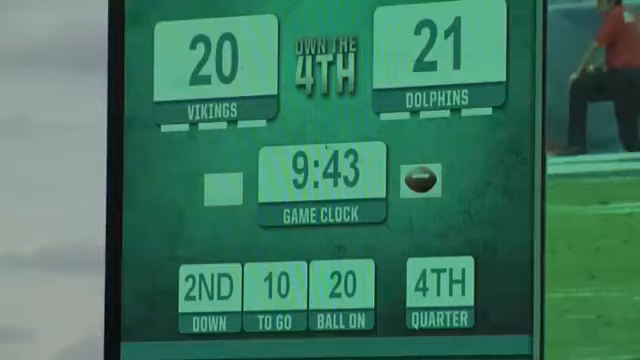 20 OWN THE 21
4TH
VIKINGS DOLPHINS
9:43
GAME CLOCK
2ND 10 20 4TH
DOWN TO GO BALL ON QUARTER